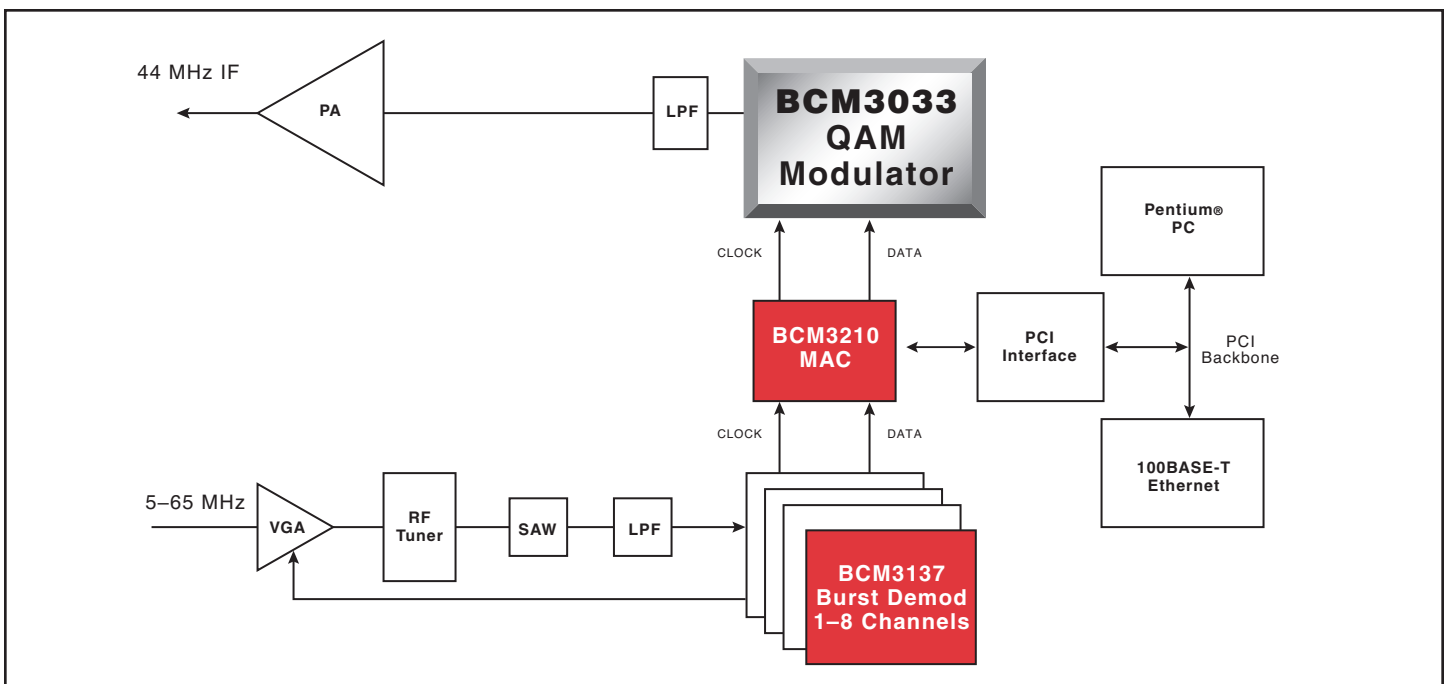 44 MHz IF
PA
LPF
BCM3033
QAM
Modulator
Pentium®
PC
CLOCK
DATA
BCM3210
MAC
PCI
Interface
PCI
Backbone
CLOCK
DATA
100BASE-T
Ethernet
5–65 MHz
VGA
RF
Tuner
SAW
LPF
BCM3137
Burst Demod
1–8 Channels